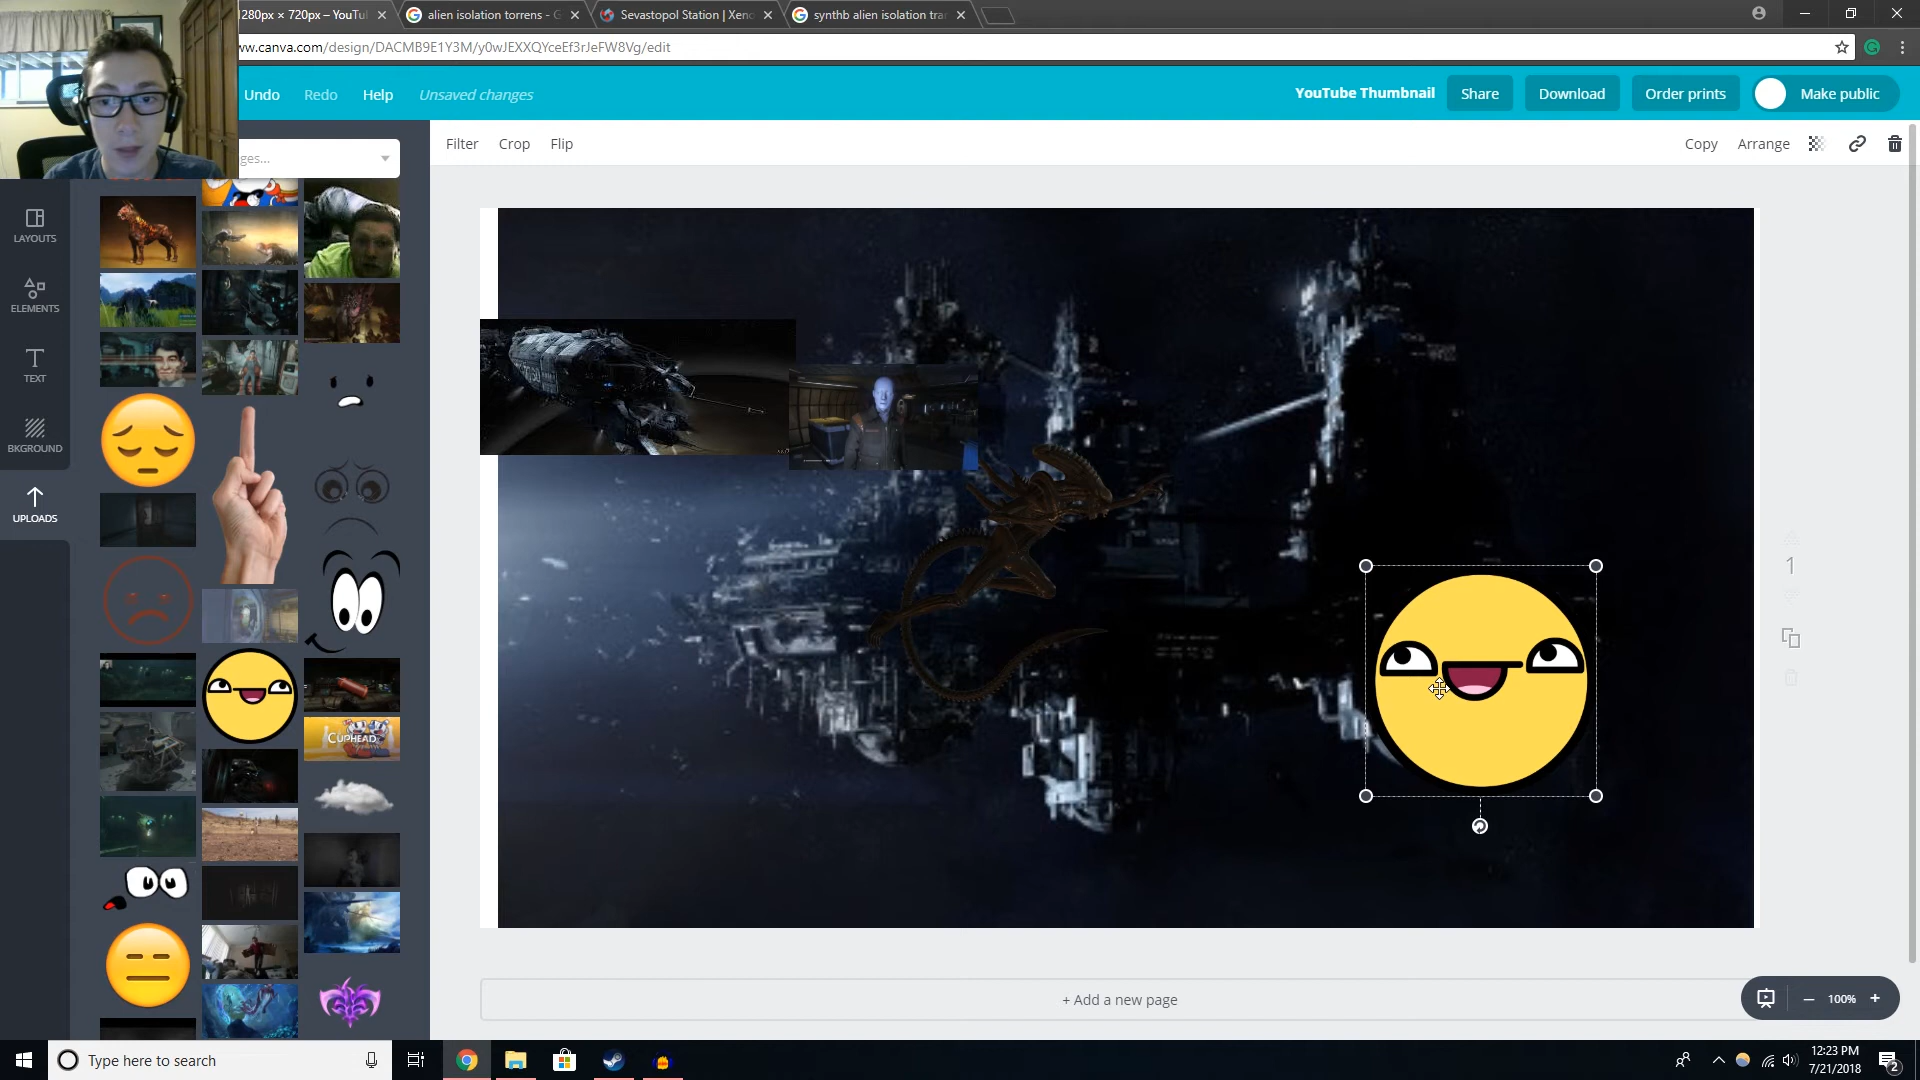 1280px × 720px – YouTu
alien isolation torrens - G
Sevastopol Station | Xeno
synthb alien isolation tra
ww.canva.com/design/DACMB9E1Y3M/y0wJEXXQYceEf3rJeFW8Vg/edit
Undo
Redo
Help
Unsaved changes
YouTube Thumbnail
Share
Download
Order prints
Make public
ges...
Filter
Crop
Flip
Copy
Arrange
LAYOUTS
ELEMENTS
TEXT
BKGROUND
UPLOADS
CUPHEAD
1
+ Add a new page
100%
Type here to search
12:23 PM
7/21/2018
2